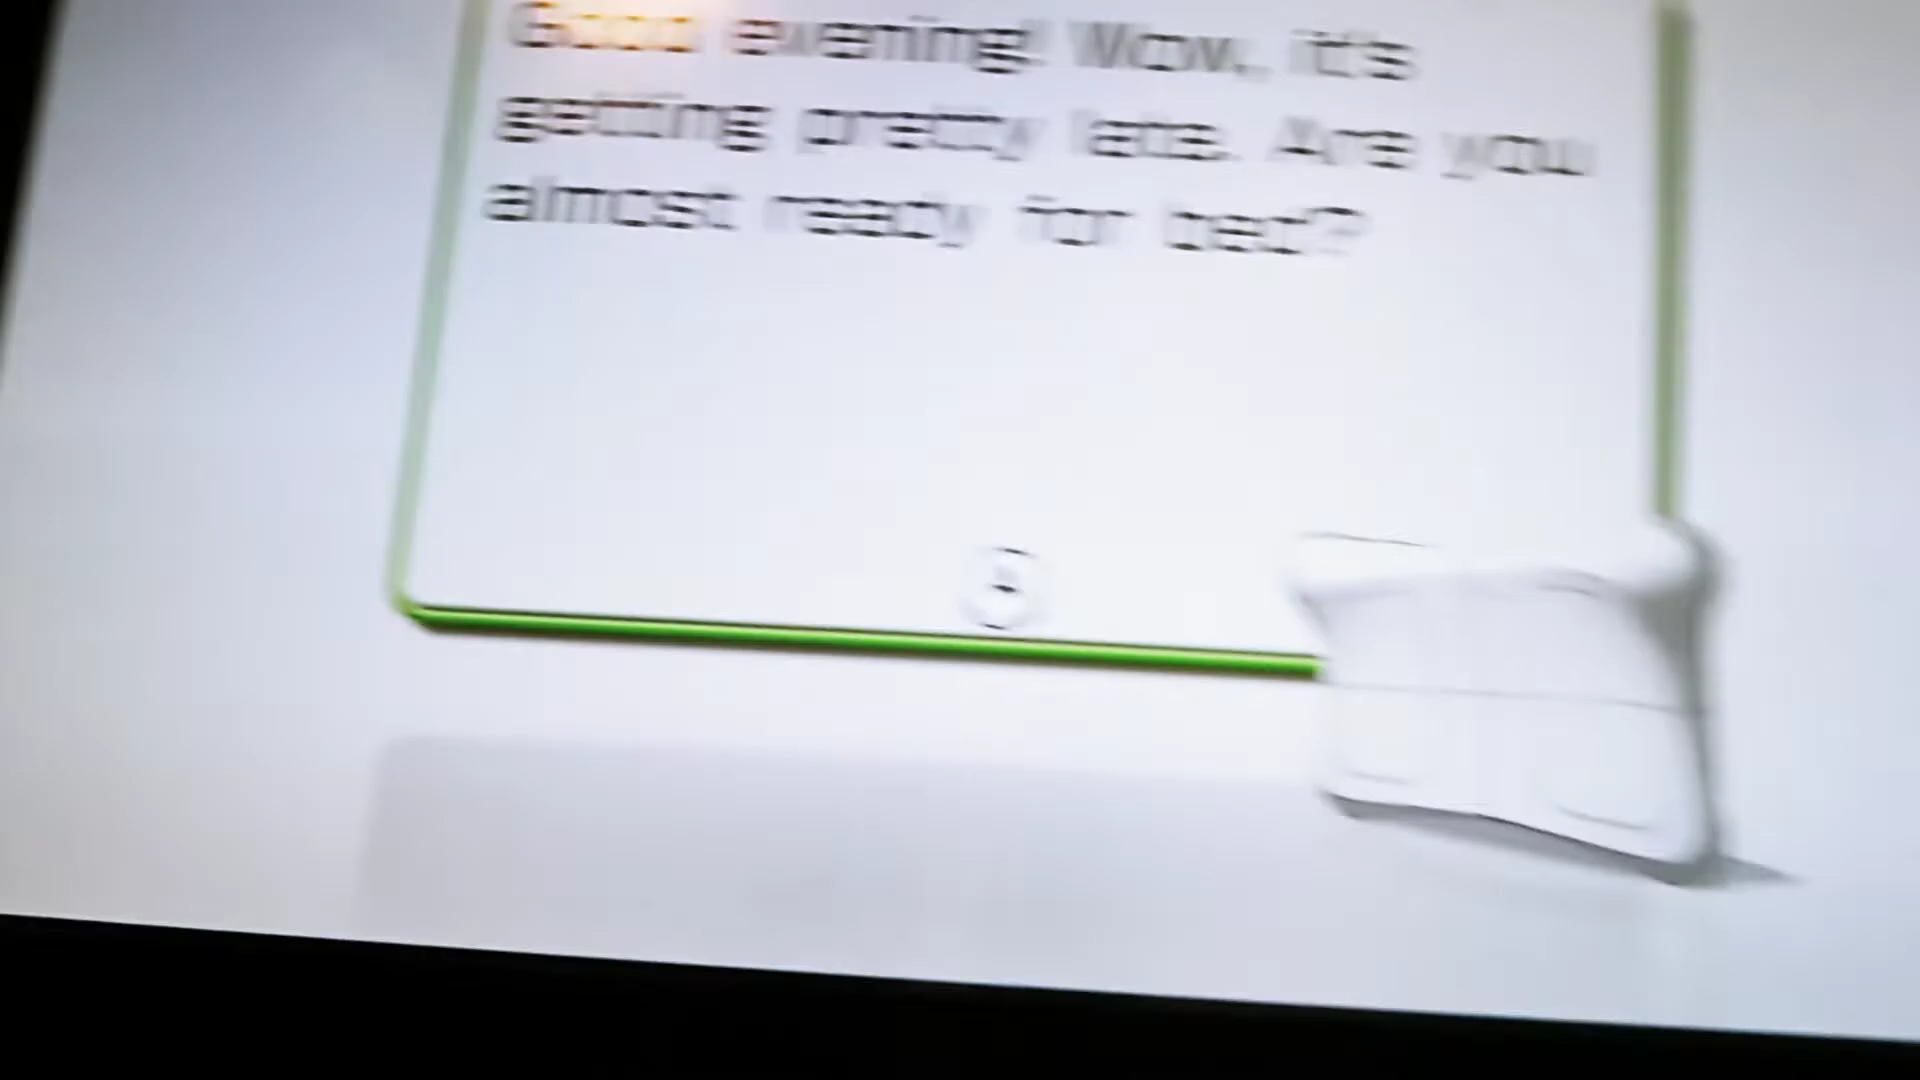 Good evening! Wow, it's
getting pretty late. Are you
almost ready for bed?